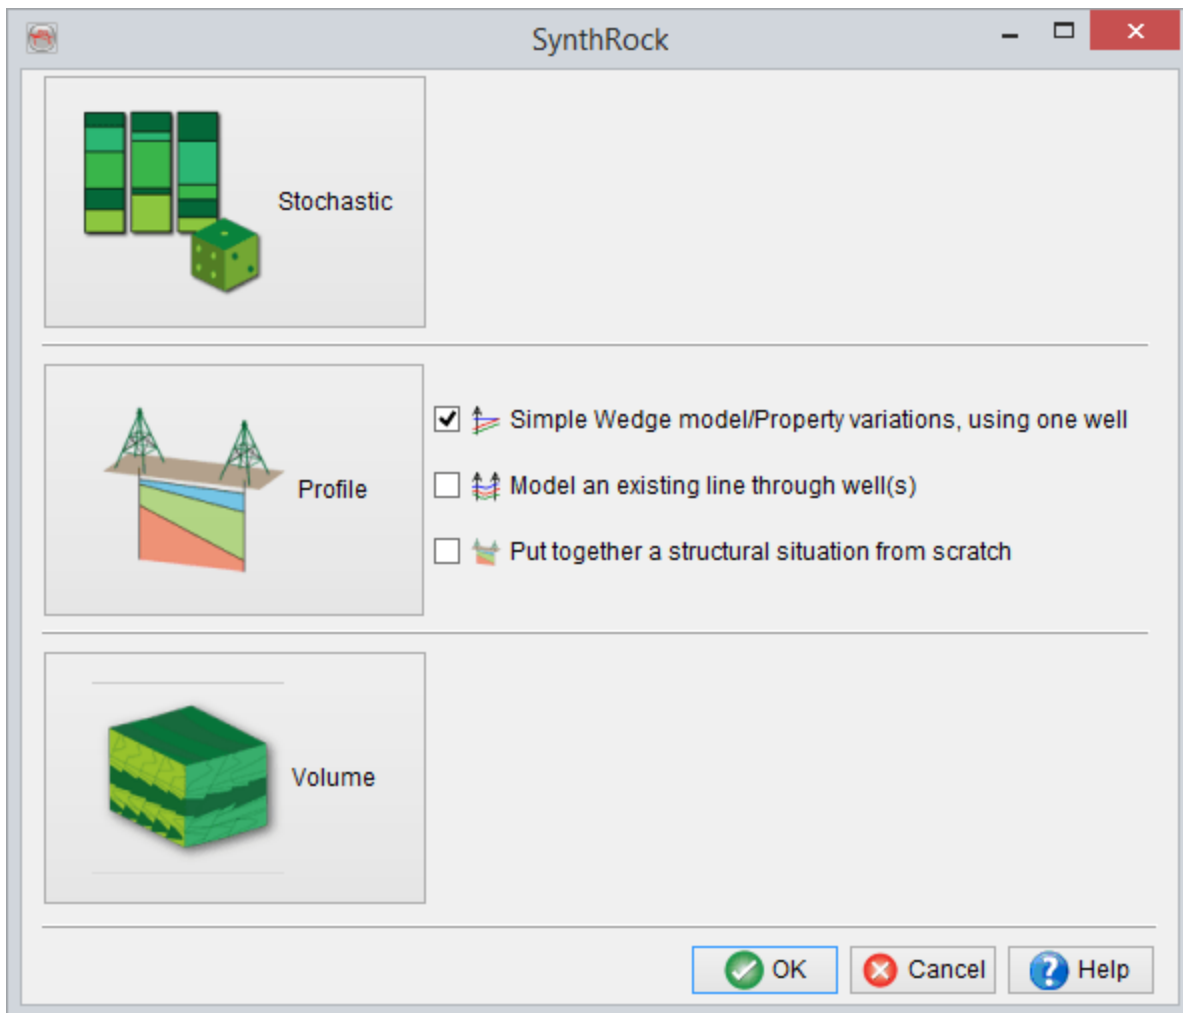 SynthRock
Stochastic
Profile
Simple Wedge model/Property variations, using one well
Model an existing line through well(s)
Put together a structural situation from scratch
Volume
OK
Cancel
Help